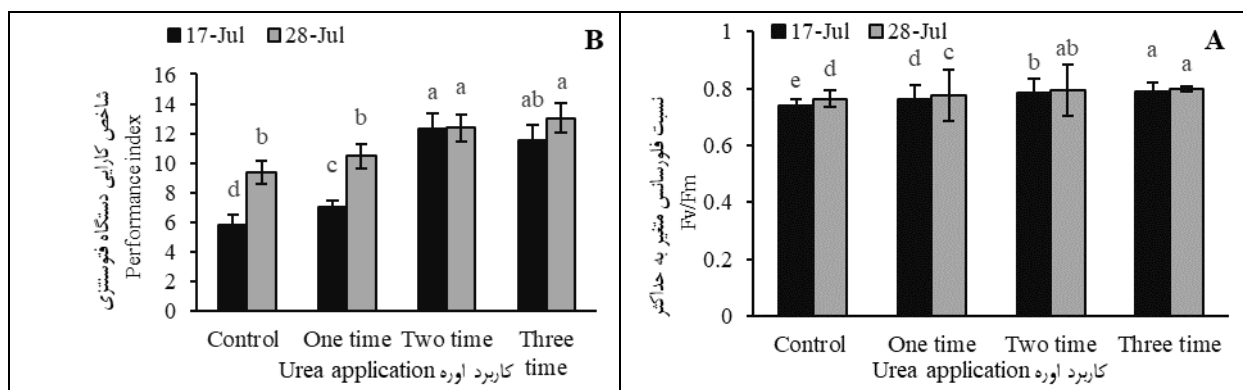 17-Jul 28-Jul
B
شاخص کارایی دستگاه فتوسنتزی
Performance index
16
14
12
10
8
6
4
2
0
d b c b a a ab a
Control One time Two time Three time
Urea application کاربرد اوره
17-Jul 28-Jul
A
نسبت فلورسانس متغیر به حداکثر
Fv/Fm
1
0.8
0.6
0.4
0.2
0
e d d c b ab a a
Control One time Two time Three time
Urea application کاربرد اوره